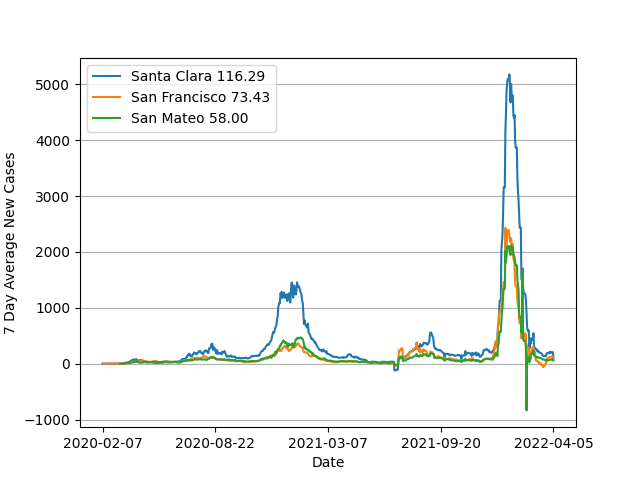 Santa Clara 116.29
San Francisco 73.43
San Mateo 58.00
7 Day Average New Cases
5000
4000
3000
2000
1000
0
−1000
2020-02-07 2020-08-22 2021-03-07 2021-09-20 2022-04-05
Date